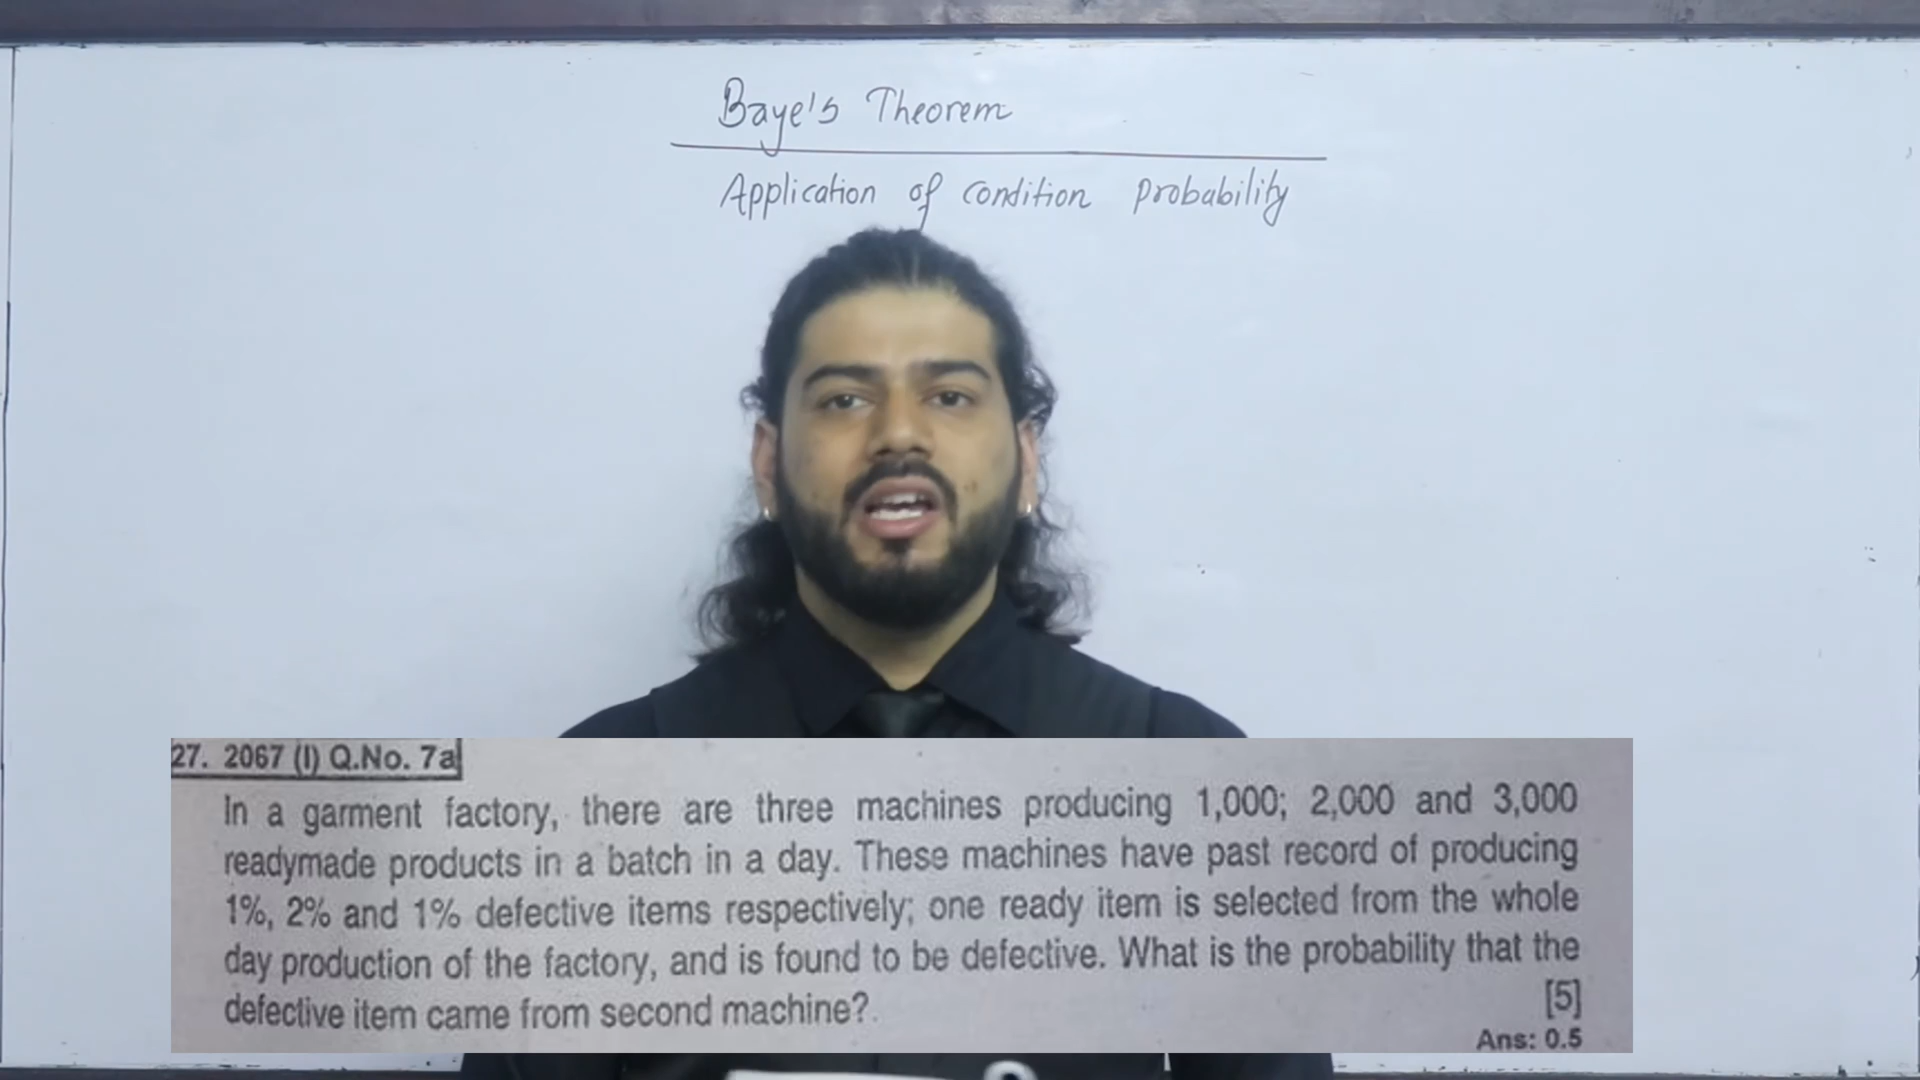 Baye's Theorem
Application of condition probability
27. 2067 (I) Q.No. 7a
In a garment factory, there are three machines producing 1,000; 2,000 and 3,000
readymade products in a batch in a day. These machines have past record of producing
1%, 2% and 1% defective items respectively; one ready item is selected from the whole
day production of the factory, and is found to be defective. What is the probability that the
defective item came from second machine?
[5]
Ans: 0.5